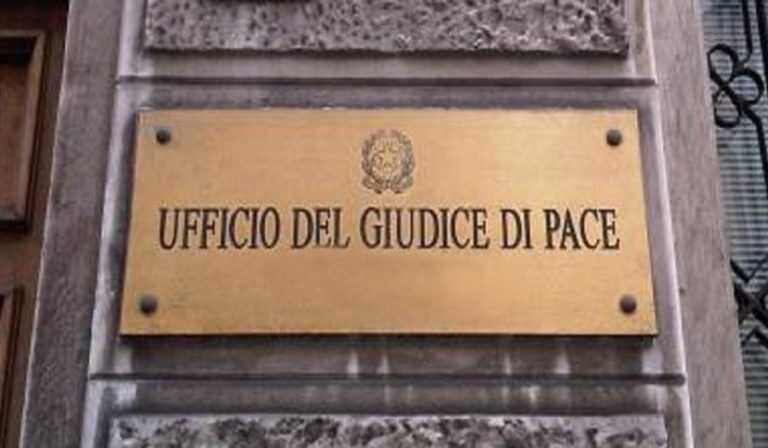 UFFICIO DEL GIUDICE DI PACE